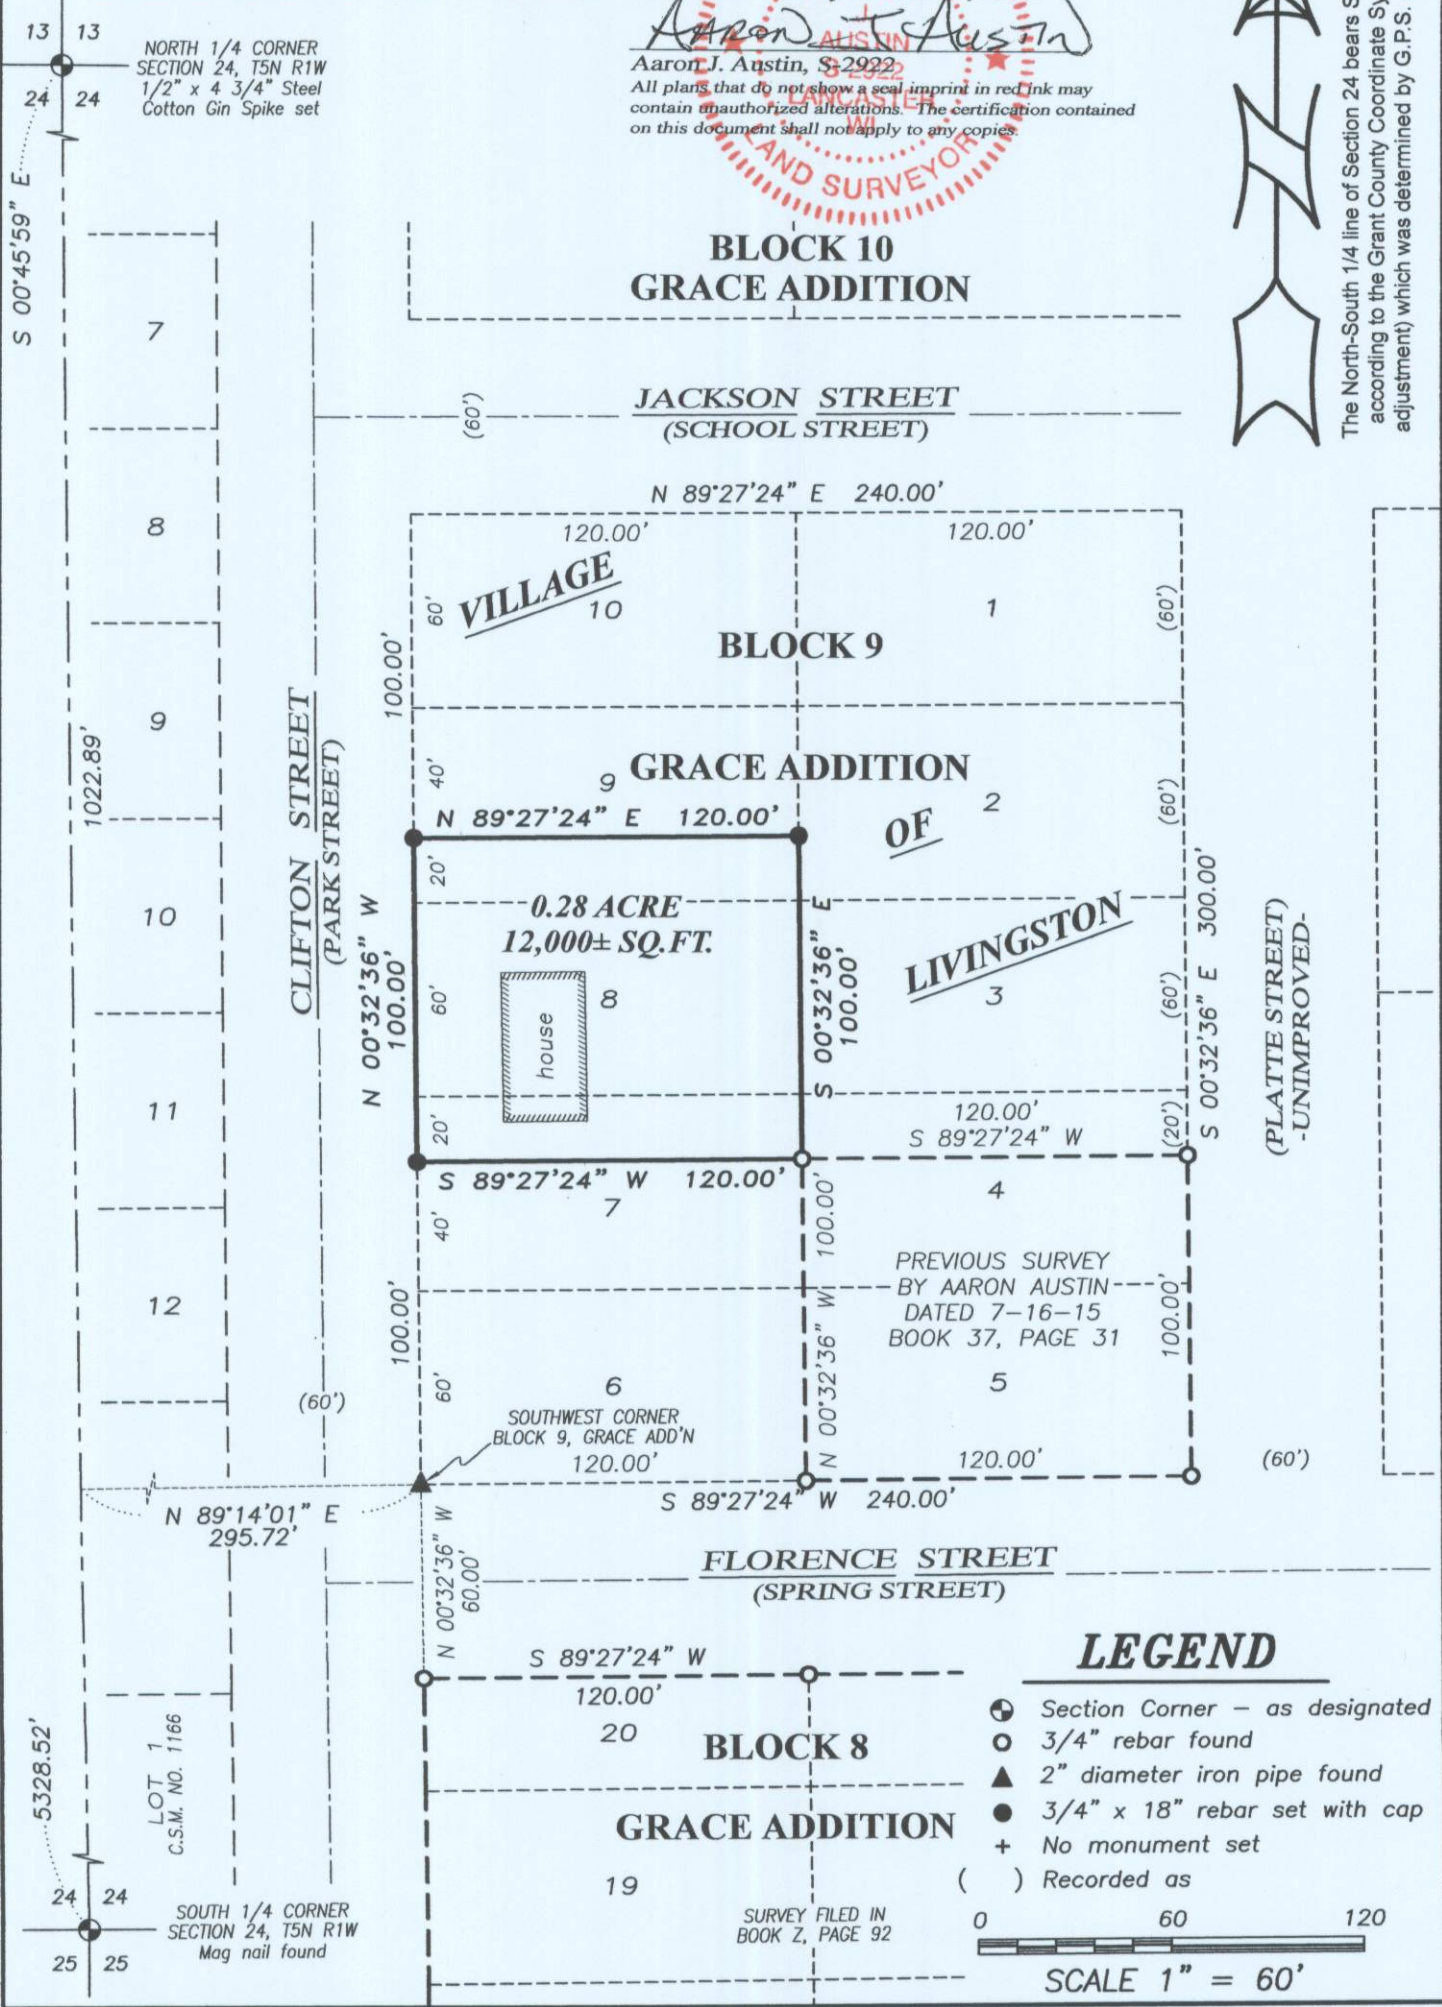 13 13
24 24
NORTH 1/4 CORNER
SECTION 24, T5N R1W
1/2" x 4 3/4" Steel
Cotton Gin Spike set
Aaron J Austin
Aaron J. Austin, S-2922
All plans that do not show a seal imprint in red ink may
contain unauthorized alterations. The certification contained
on this document shall not apply to any copies.
AUSTIN
S-2922
LANCASTER
WI
LAND SURVEYOR
The North-South 1/4 line of Section 24 bears
according to the Grant County Coordinate
adjustment) which was determined by G.P.S.
S 00°45'59" E
1022.89'
7
8
9
10
11
12
BLOCK 10
GRACE ADDITION
JACKSON STREET
(SCHOOL STREET)
(60')
N 89°27'24" E 240.00'
120.00'
120.00'
VILLAGE
10
1
60'
(60')
BLOCK 9
100.00'
GRACE ADDITION
40'
9
2
(60')
OF
N 89°27'24" E 120.00'
CLIFTON STREET
(PARK STREET)
20'
0.28 ACRE
12,000± SQ.FT.
N 00°32'36" W
100.00'
60'
8
house
S 00°32'36" E
100.00'
LIVINGSTON
3
(60')
S 00°32'36" E 300.00'
(PLATTE STREET)
-UNIMPROVED-
20'
120.00'
S 89°27'24" W
(20')
S 89°27'24" W 120.00'
7
4
40'
100.00'
N 00°32'36" W 100.00'
PREVIOUS SURVEY
BY AARON AUSTIN
DATED 7-16-15
BOOK 37, PAGE 31
100.00'
60'
6
5
(60')
SOUTHWEST CORNER
BLOCK 9, GRACE ADD'N
120.00'
120.00'
(60')
S 89°27'24" W 240.00'
N 89°14'01" E
295.72'
N 00°32'36" W
60.00'
FLORENCE STREET
(SPRING STREET)
S 89°27'24" W
120.00'
20
BLOCK 8
GRACE ADDITION
19
SURVEY FILED IN
BOOK Z, PAGE 92
LOT 1
C.S.M. NO. 1166
5328.52'
24 24
25 25
SOUTH 1/4 CORNER
SECTION 24, T5N R1W
Mag nail found
LEGEND
Section Corner – as designated
3/4" rebar found
2" diameter iron pipe found
3/4" x 18" rebar set with cap
+ No monument set
( ) Recorded as
0 60 120
SCALE 1" = 60'